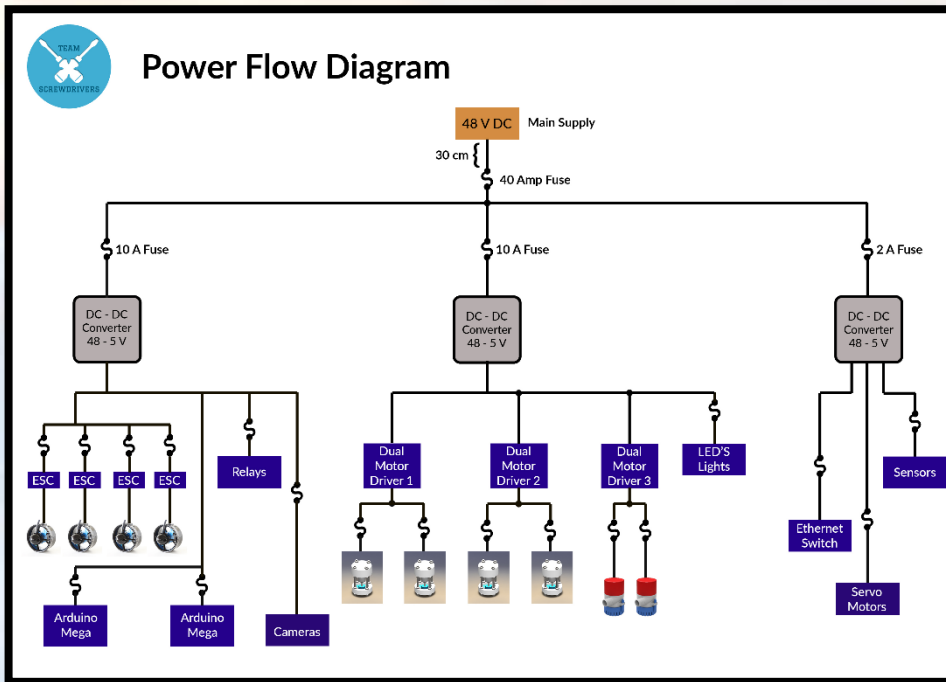 TEAM
SCREWDRIVERS
Power Flow Diagram
48 V DC
Main Supply
30 cm
40 Amp Fuse
10 A Fuse
10 A Fuse
2 A Fuse
DC - DC
Converter
48 - 5 V
DC - DC
Converter
48 - 5 V
DC - DC
Converter
48 - 5 V
ESC
ESC
ESC
ESC
Relays
Dual
Motor
Driver 1
Dual
Motor
Driver 2
Dual
Motor
Driver 3
LED'S
Lights
Sensors
Ethernet
Switch
Servo
Motors
Arduino
Mega
Arduino
Mega
Cameras